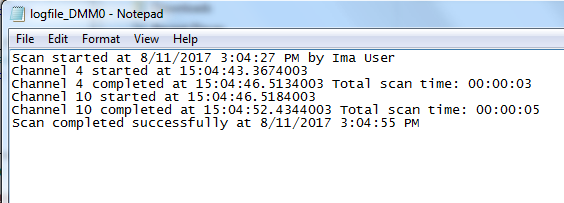 logfile_DMM0 - Notepad
File Edit Format View Help
Scan started at 8/11/2017 3:04:27 PM by Ima User
Channel 4 started at 15:04:43.3674003
Channel 4 completed at 15:04:46.5134003 Total scan time: 00:00:03
Channel 10 started at 15:04:46.5184003
Channel 10 completed at 15:04:52.4344003 Total scan time: 00:00:05
Scan completed successfully at 8/11/2017 3:04:55 PM